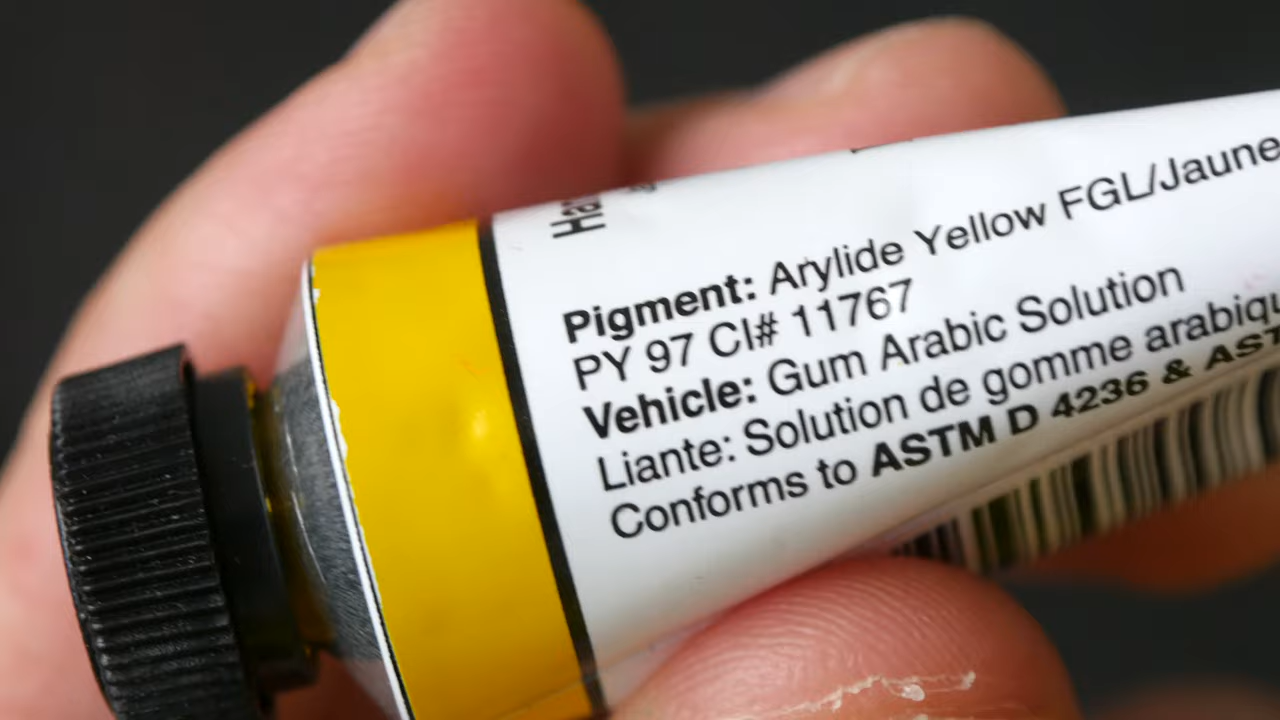 Pigment: Arylide Yellow FGL/Jaune
PY 97 CI# 11767
Vehicle: Gum Arabic Solution
Liante: Solution de gomme arabiqu
Conforms to ASTM D 4236 & AST